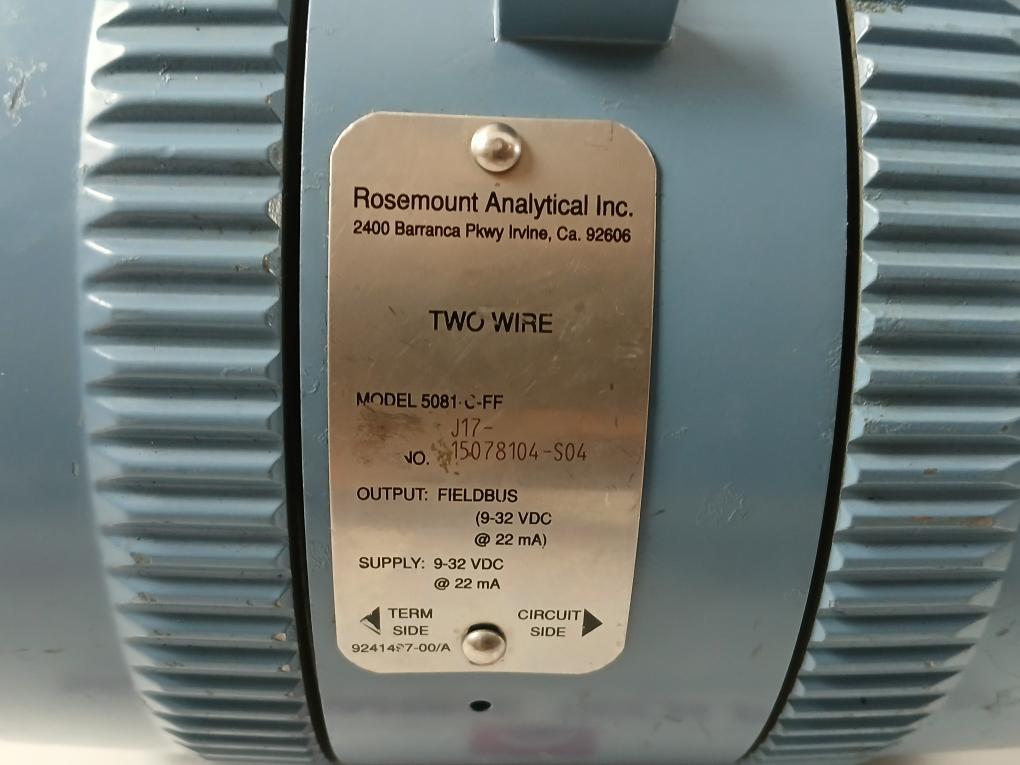 Rosemount Analytical Inc.
2400 Barranca Pkwy Irvine, Ca. 92606
TWO WIRE
MODEL 5081-C-FF
J17-
NO. 15078104-S04
OUTPUT: FIELDBUS
(9-32 VDC
@ 22 mA)
SUPPLY: 9-32 VDC
@ 22 mA
TERM SIDE
CIRCUIT SIDE